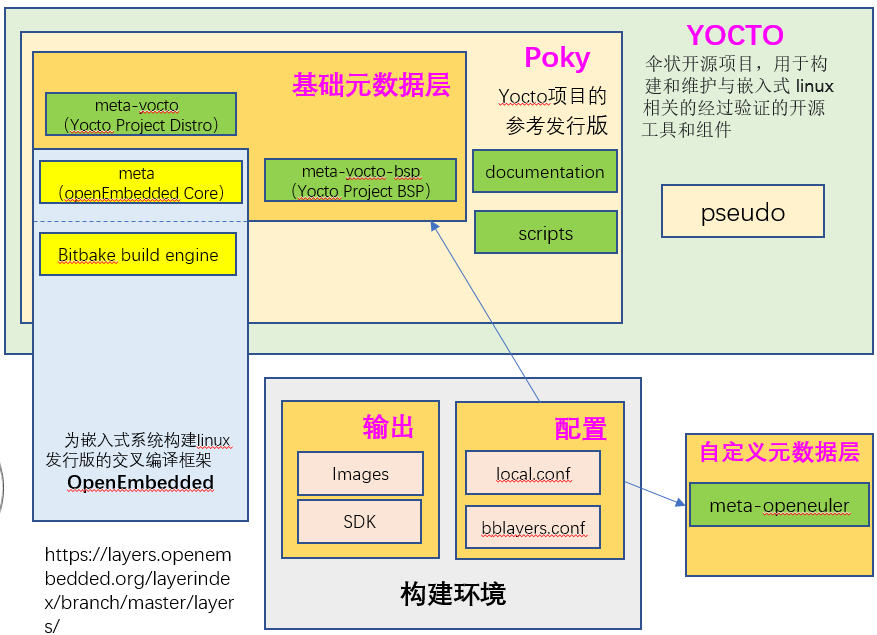 YOCTO
伞状开源项目，用于构
建和维护与嵌入式 linux
相关的经过验证的开源
工具和组件
pseudo
Poky
Yocto项目的
参考发行版
documentation
scripts
基础元数据层
meta-yocto
（Yocto Project Distro）
meta
（openEmbedded Core）
meta-vocto-bsp
（Yocto Project BSP）
Bitbake build engine
为嵌入式系统构建linux
发行版的交叉编译框架
OpenEmbedded
https://layers.openem
bedded.org/layerinde
x/branch/master/layer
s/
输出
Images
SDK
配置
local.conf
bblayers.conf
构建环境
自定义元数据层
meta-openeuler